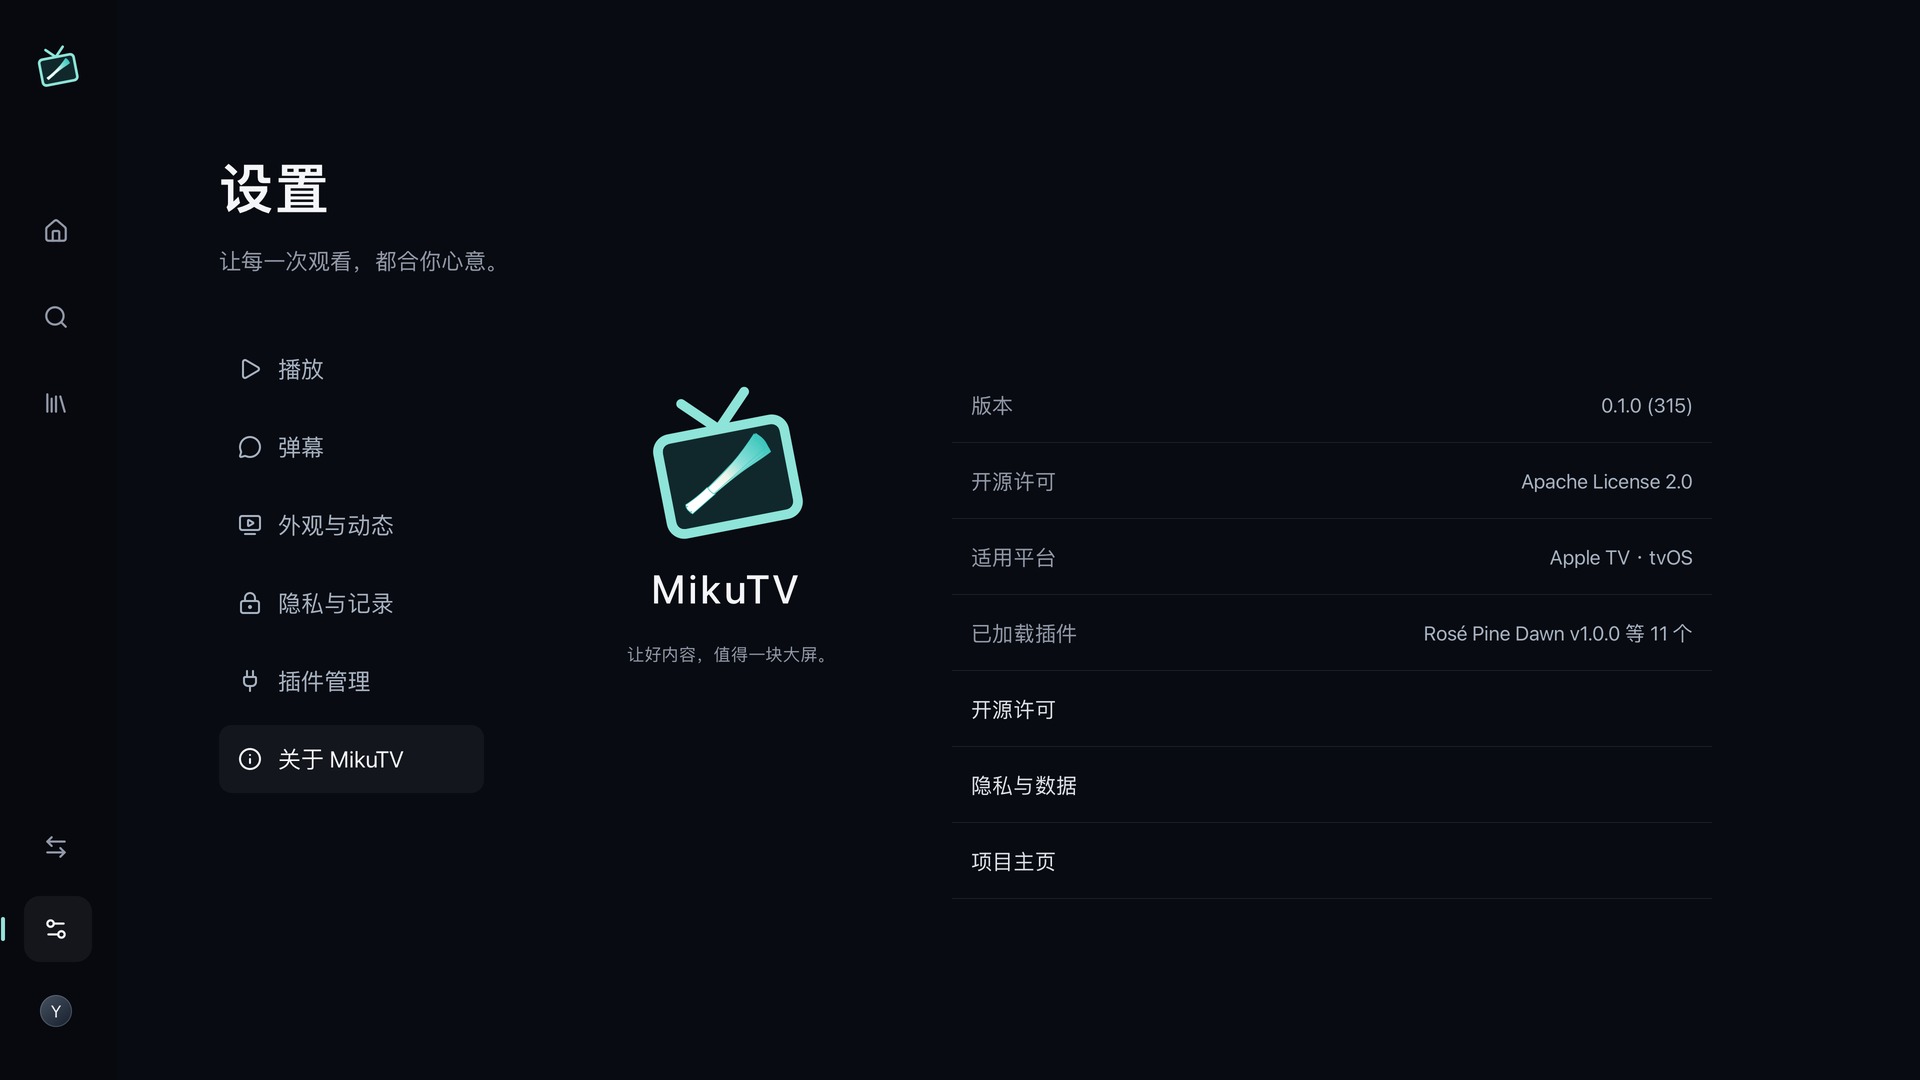 设置
让每一次观看，都合你心意。
播放
弹幕
外观与动态
隐私与记录
插件管理
关于 MikuTV
MikuTV
让好内容，值得一块大屏。
版本 0.1.0 (315)
开源许可 Apache License 2.0
适用平台 Apple TV · tvOS
已加载插件 Rosé Pine Dawn v1.0.0 等 11 个
开源许可
隐私与数据
项目主页
Y